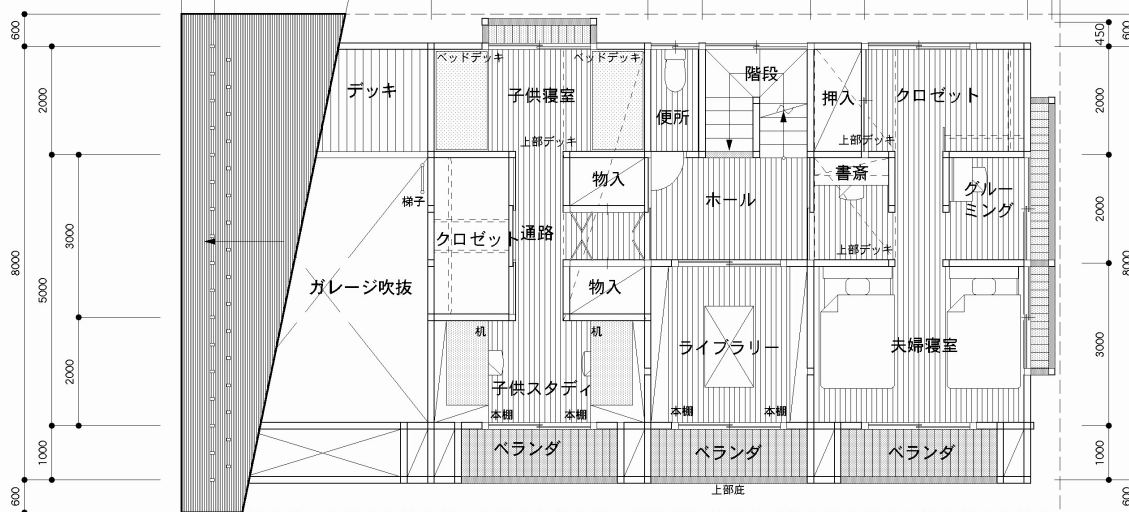 600
2000
8000
3000
5000
2000
1000
600
デッキ
ベッドデッキ
ベッドデッキ
子供寝室
上部デッキ
便所
階段
押入
上部デッキ
クロゼット
梯子
物入
ホール
書斎
グルー
ミング
クロゼット
通路
上部デッキ
ガレージ吹抜
物入
机
机
ライブラリー
夫婦寝室
子供スタディ
本棚
本棚
本棚
本棚
ベランダ
ベランダ
ベランダ
上部庇
450
600
2000
2000
8000
3000
1000
600